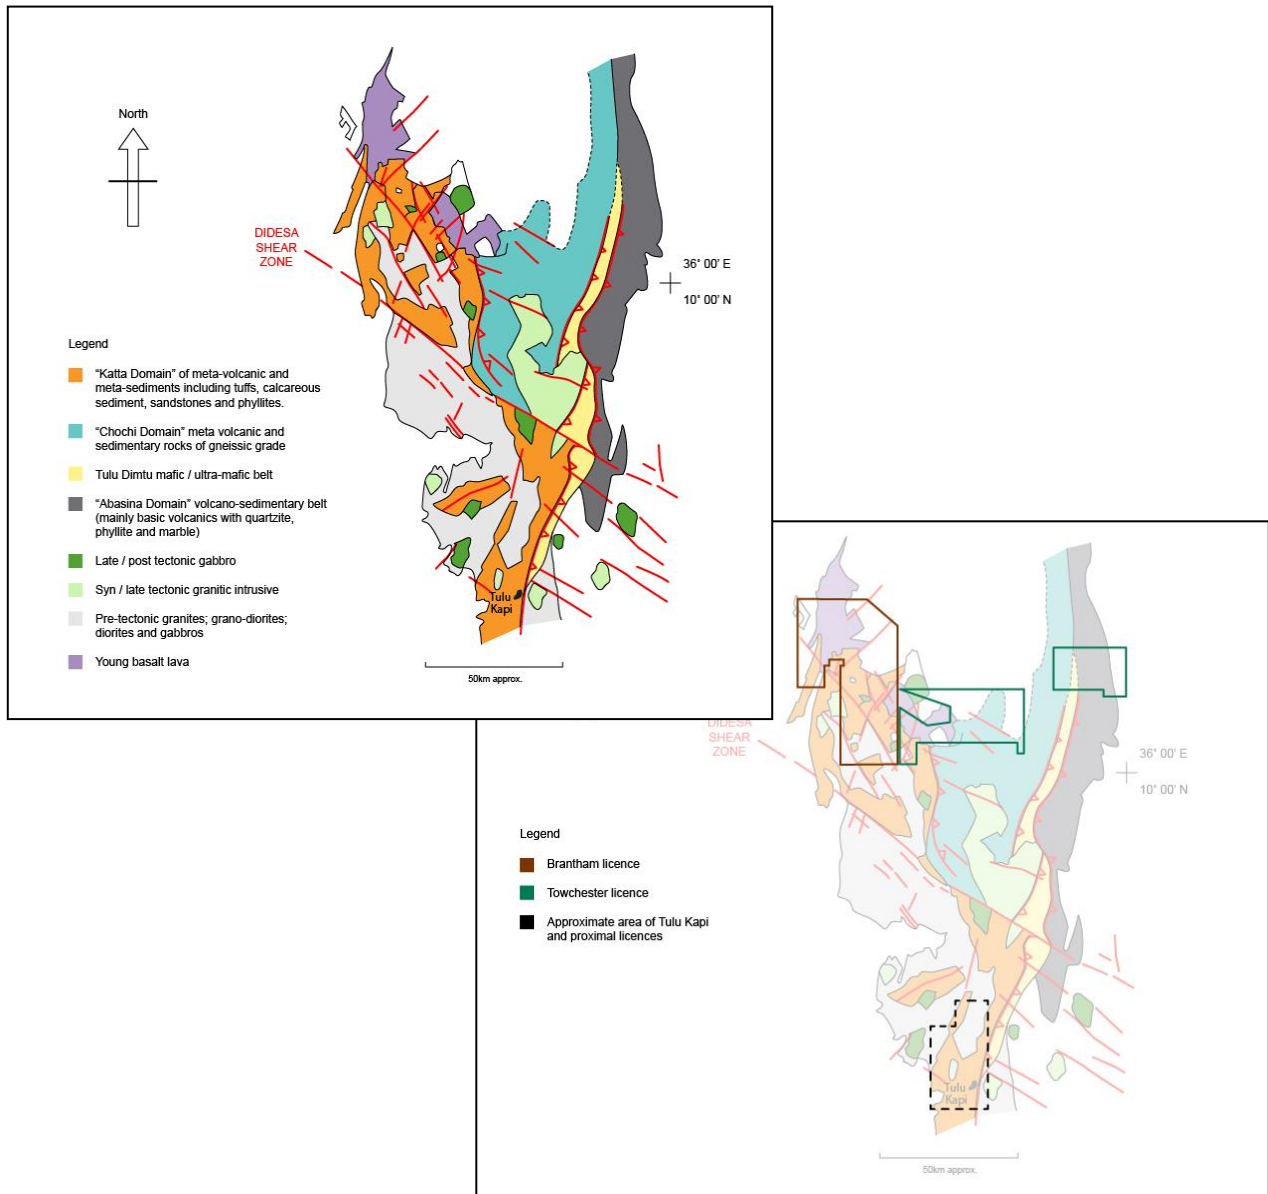 North
DIDESA
SHEAR
ZONE
36° 00' E
10° 00' N
Legend
“Katta Domain” of meta-volcanic and
meta-sediments including tuffs, calcareous
sediment, sandstones and phyllites.
“Chochi Domain” meta volcanic and
sedimentary rocks of gneissic grade
Tulu Dimtu mafic / ultra-mafic belt
“Abasina Domain” volcano-sedimentary belt
(mainly basic volcanics with quartzite,
phyllite and marble)
Late / post tectonic gabbro
Syn / late tectonic granitic intrusive
Pre-tectonic granites; grano-diorites;
diorites and gabbros
Young basalt lava
Tulu
Kapi
50km approx.
DIDESA
SHEAR
ZONE
36° 00' E
10° 00' N
Legend
Brantham licence
Towchester licence
Approximate area of Tulu Kapi
and proximal licences
Tulu
Kapi
50km approx.